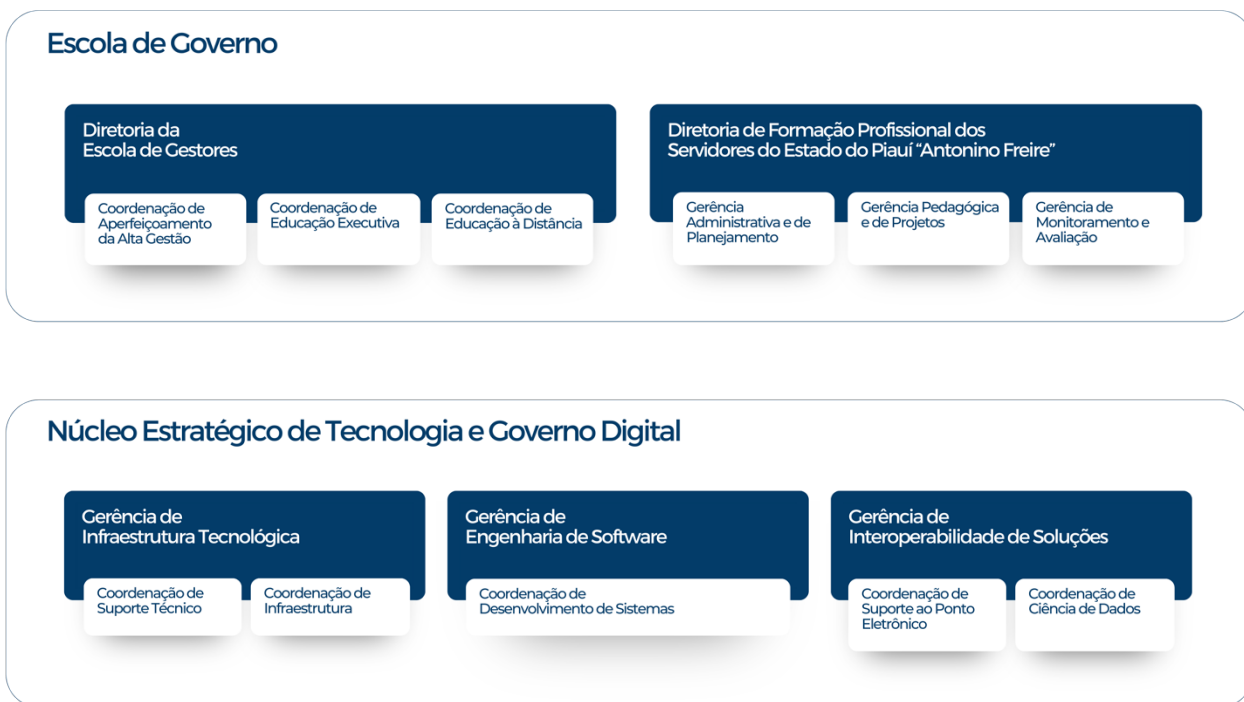 Escola de Governo
Diretoria da
Escola de Gestores
Coordenação de
Aperfeiçoamento
da Alta Gestão
Coordenação de
Educação Executiva
Coordenação de
Educação à Distância
Diretoria de Formação Profissional dos
Servidores do Estado do Piauí “Antonino Freire”
Gerência
Administrativa e de
Planejamento
Gerência Pedagógica
e de Projetos
Gerência de
Monitoramento e
Avaliação
Núcleo Estratégico de Tecnologia e Governo Digital
Gerência de
Infraestrutura Tecnológica
Coordenação de
Suporte Técnico
Coordenação de
Infraestrutura
Gerência de
Engenharia de Software
Coordenação de
Desenvolvimento de Sistemas
Gerência de
Interoperabilidade de Soluções
Coordenação de
Suporte ao Ponto
Eletrônico
Coordenação de
Ciência de Dados